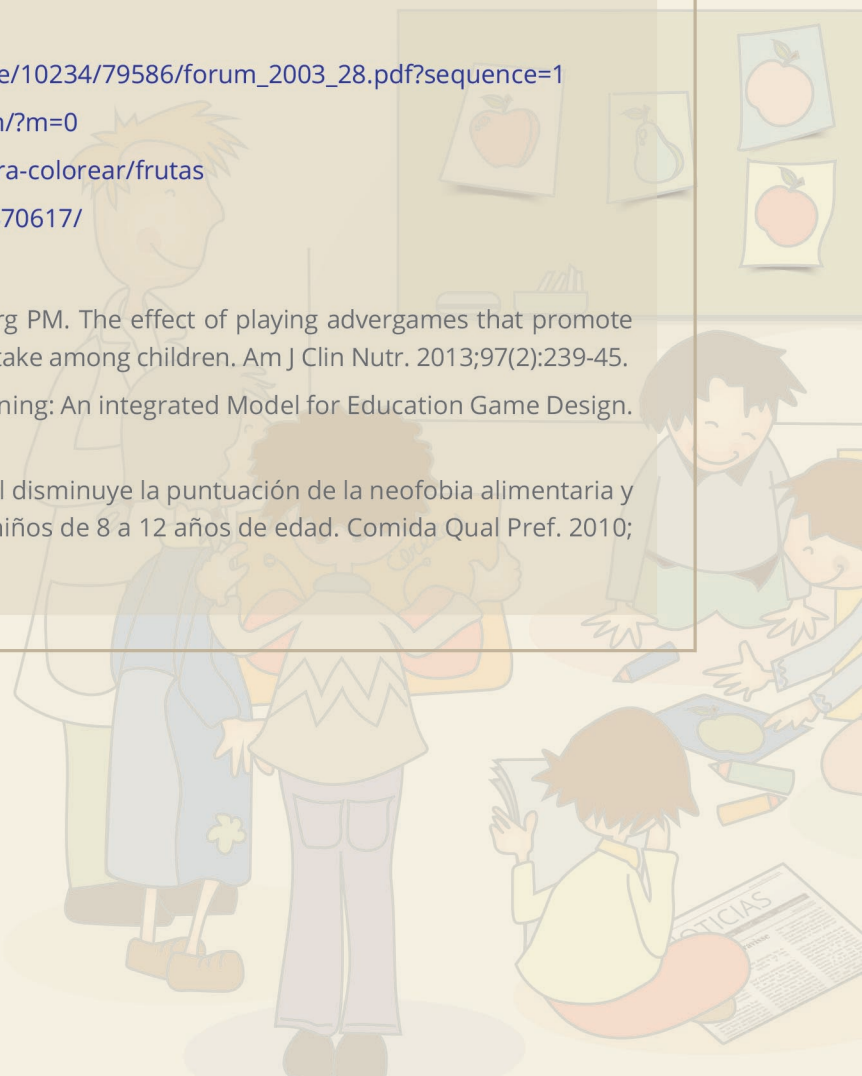 e/10234/79586/forum_2003_28.pdf?sequence=1
n/?m=0
ra-colorear/frutas
70617/
rg PM. The effect of playing advergames that promote
take among children. Am J Clin Nutr. 2013;97(2):239-45.
ning: An integrated Model for Education Game Design.
l disminuye la puntuación de la neofobia alimentaria y
niños de 8 a 12 años de edad. Comida Qual Pref. 2010;
NOTICIAS